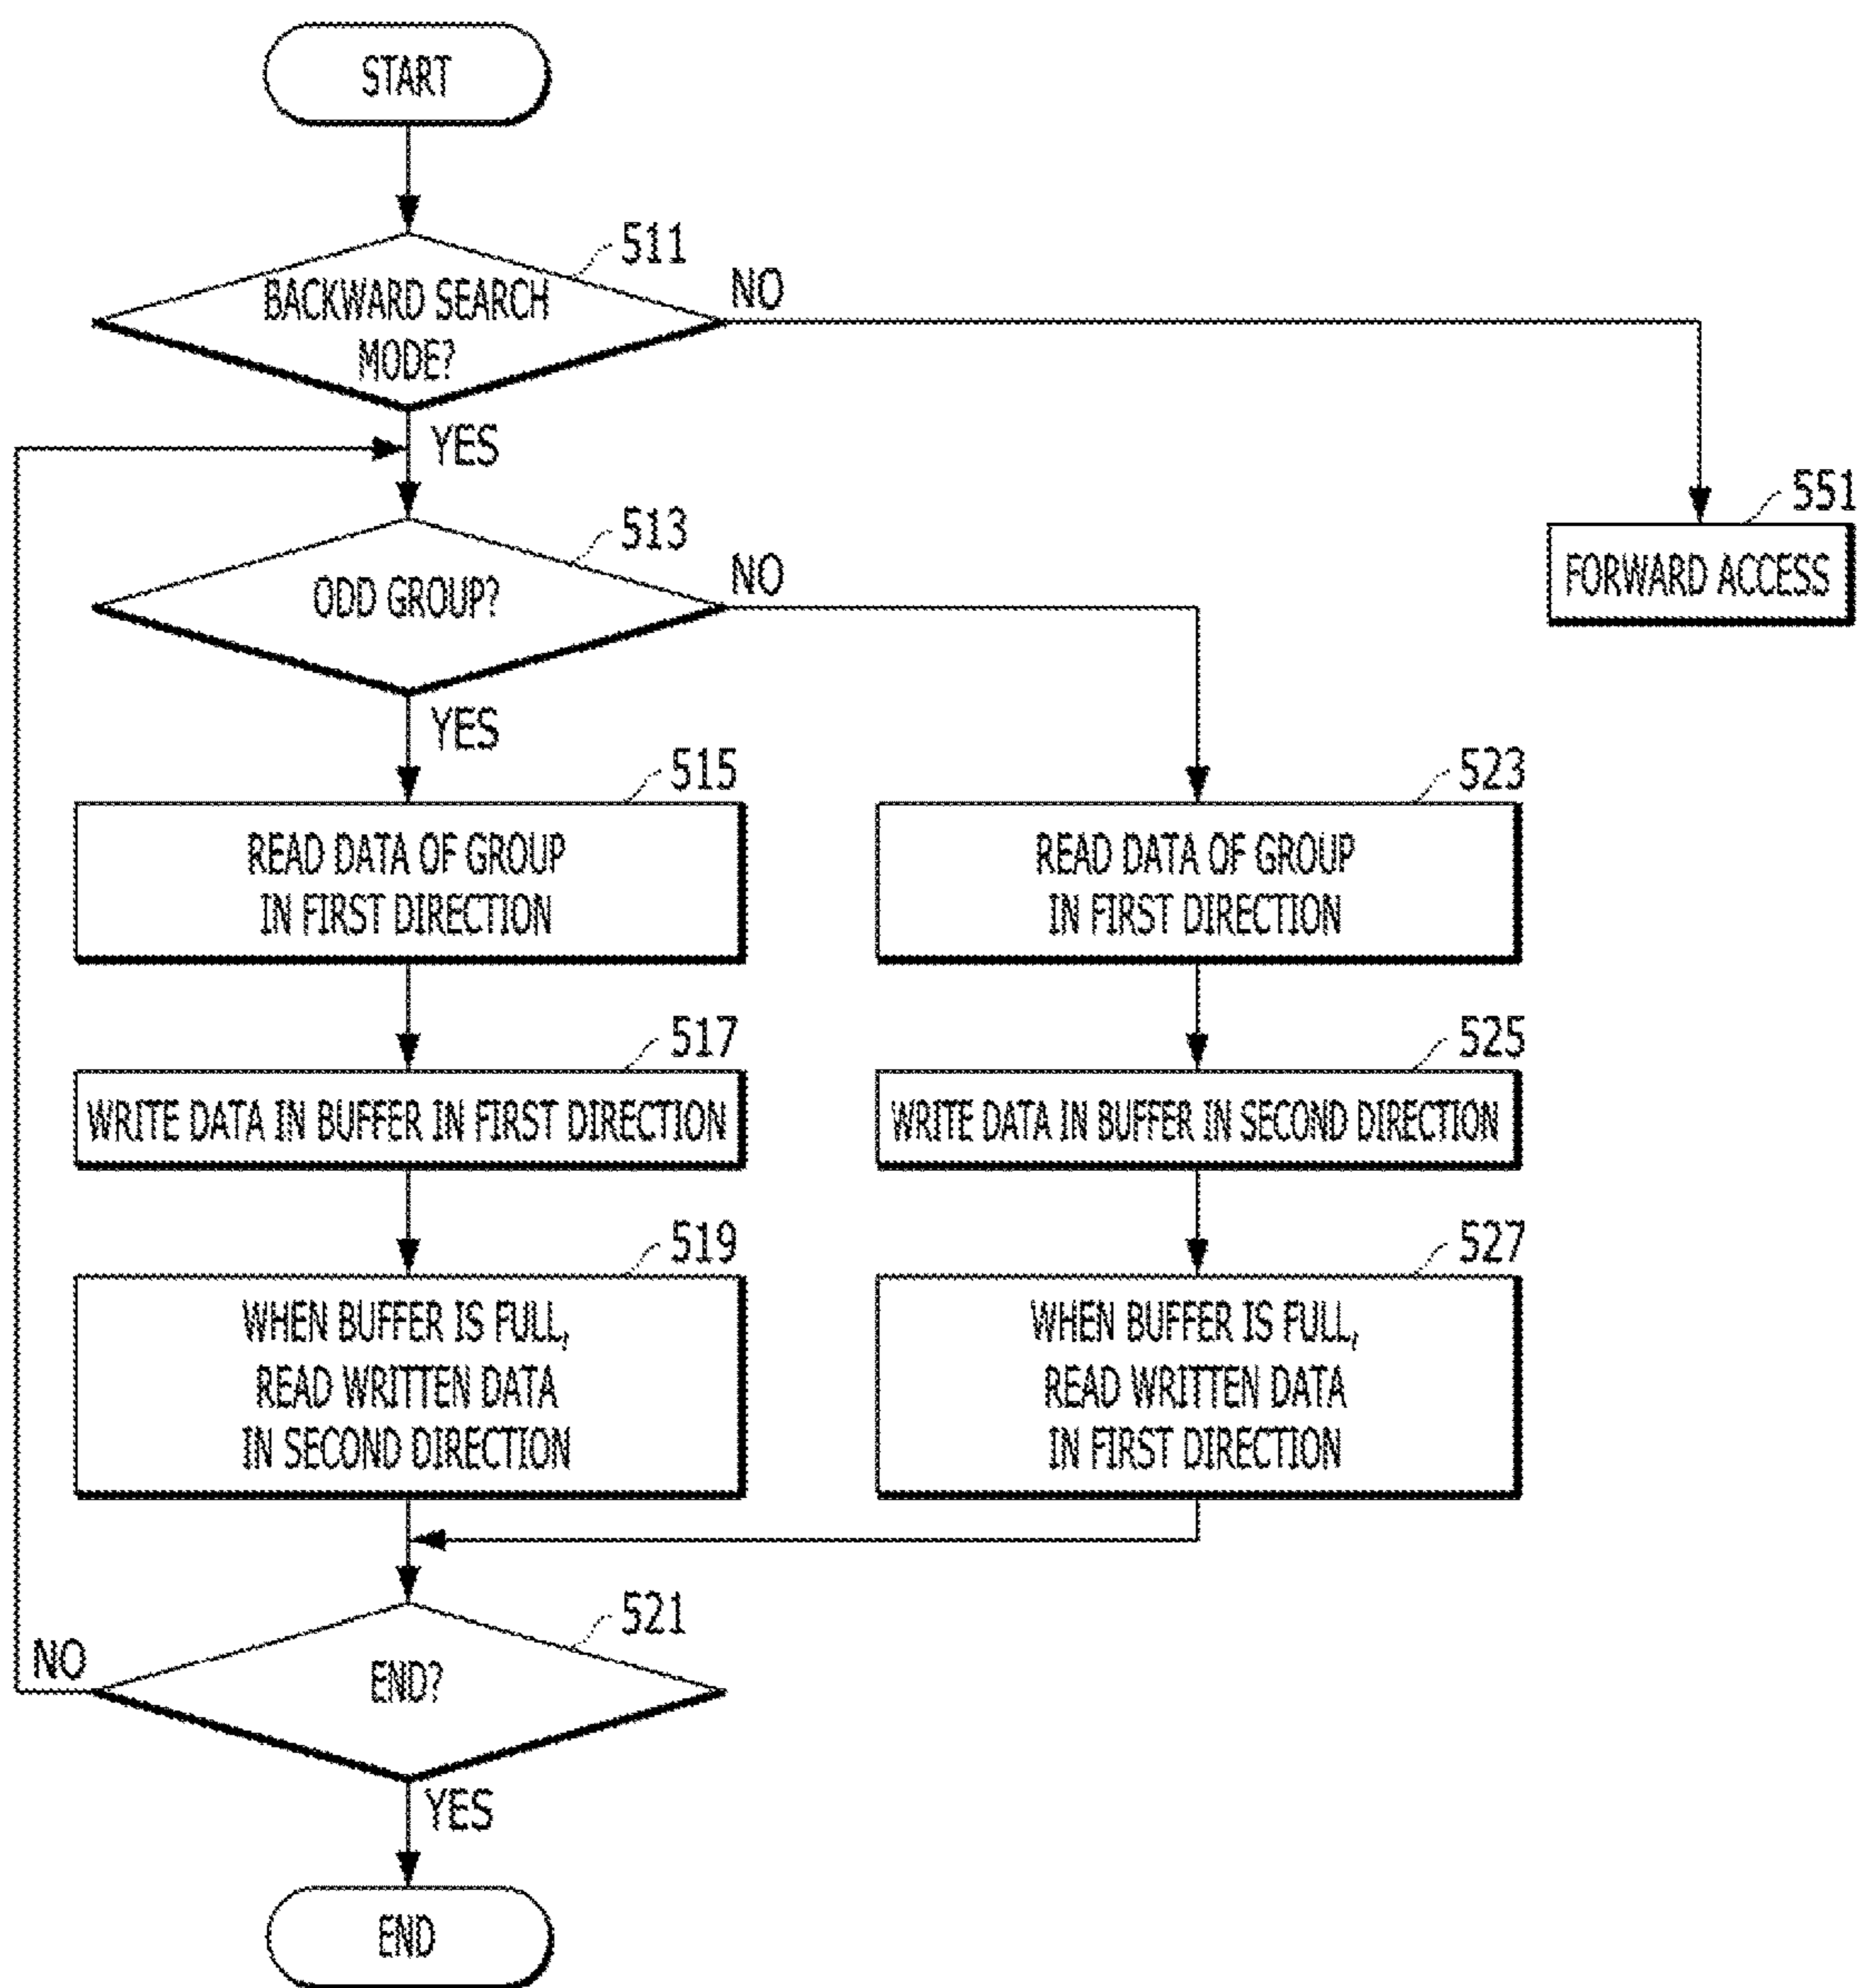 START
511
BACKWARD SEARCH
MODE?
NO
YES
551
FORWARD ACCESS
513
ODD GROUP?
NO
YES
515
READ DATA OF GROUP
IN FIRST DIRECTION
523
READ DATA OF GROUP
IN FIRST DIRECTION
517
WRITE DATA IN BUFFER IN FIRST DIRECTION
525
WRITE DATA IN BUFFER IN SECOND DIRECTION
519
WHEN BUFFER IS FULL,
READ WRITTEN DATA
IN SECOND DIRECTION
527
WHEN BUFFER IS FULL,
READ WRITTEN DATA
IN FIRST DIRECTION
521
END?
NO
YES
END